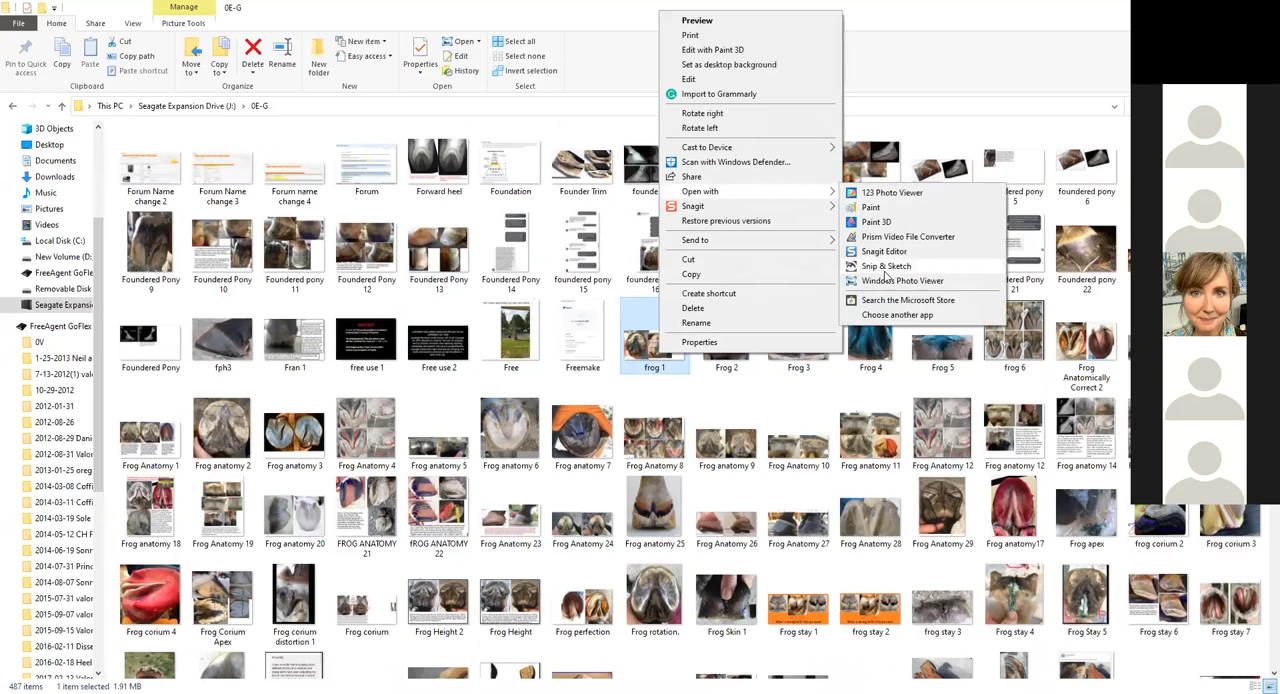 Manage
0E-G
File
Home
Share
View
Picture Tools
Pin to Quick access
Copy
Paste
Cut
Copy path
Paste shortcut
Clipboard
Move to
Copy to
Delete
Rename
Organize
New folder
New item
Easy access
New
Properties
Open
Edit
History
Open
Select all
Select none
Invert selection
Select
This PC
Seagate Expansion Drive (J:)
0E-G
3D Objects
Desktop
Documents
Downloads
Music
Pictures
Videos
Local Disk (C:)
New Volume (D:
FreeAgent GoFle
Removable Disk
Seagate Expansi
FreeAgent GoFlex
0V
1-25-2013 Neil a
7-13-2012(1) val
10-29-2012
2012-01-31
2012-08-26
2012-08-29 Dani
2012-08-31 Valor
2013-01-25 oreg
2014-03-08 Coffi
2014-03-11 Coffi
2014-03-19 Sole
2014-05-12 CH F
2014-06-19 Sonn
2014-07-31 Princ
2014-08-07 Sonn
2015-07-31 valor
2015-09-07 valor
2015-09-15 Valor
2016-02-11 Disse
2016-02-18 Heel
Forum Name change 2
Forum Name change 3
Forum Name change 4
Forum
Forward heel
Foundation
Founder Trim
founded pony 5
founded pony 6
Foundered Pony 9
Foundered Pony 10
Foundered Pony 11
Foundered Pony 12
Foundered Pony 13
Foundered Pony 14
Foundered pony 15
Foundered Pony
fph3
Fran 1
free use 1
free use 2
Free
Freemake
frog 1
Frog 2
Frog 3
Frog 4
Frog 5
frog 6
Frog Anatomically Correct 2
Frog Anatomy 1
Frog anatomy 2
Frog anatomy 3
Frog Anatomy 4
Frog anatomy 5
Frog anatomy 6
Frog anatomy 7
Frog Anatomy 8
Frog anatomy 9
Frog Anatomy 10
Frog anatomy 11
Frog Anatomy 12
Frog anatomy 12
Frog anatomy 14
Frog anatomy 18
Frog Anatomy 19
Frog anatomy 20
FROG ANATOMY 21
fROG ANATOMY 22
Frog Anatomy 23
Frog Anatomy 24
Frog anatomy 25
Frog anatomy 26
Frog Anatomy 27
Frog Anatomy 28
Frog Anatomy 29
Frog anatomy17
Frog apex
Frog corium 2
Frog corium 3
Frog corium 4
Frog Corium Apex
Frog corium distortion 1
Frog corium
Frog Height 2
Frog Height
Frog perfection
Frog rotation.
Frog Skin 1
Frog stay 1
frog stay 2
Frog stay 3
Frog stay 4
Frog Stay 5
Frog stay 6
Frog stay 7
Preview
Print
Edit with Paint 3D
Set as desktop background
Edit
Import to Grammarly
Rotate right
Rotate left
Cast to Device
Scan with Windows Defender...
Share
Open with
Snagit
Restore previous versions
Send to
Cut
Copy
Create shortcut
Delete
Rename
Properties
123 Photo Viewer
Paint
Paint 3D
Prism Video File Converter
Snagit Editor
Snip & Sketch
Windows Photo Viewer
Search the Microsoft Store
Choose another app
487 items
1 item selected 1.91 MB